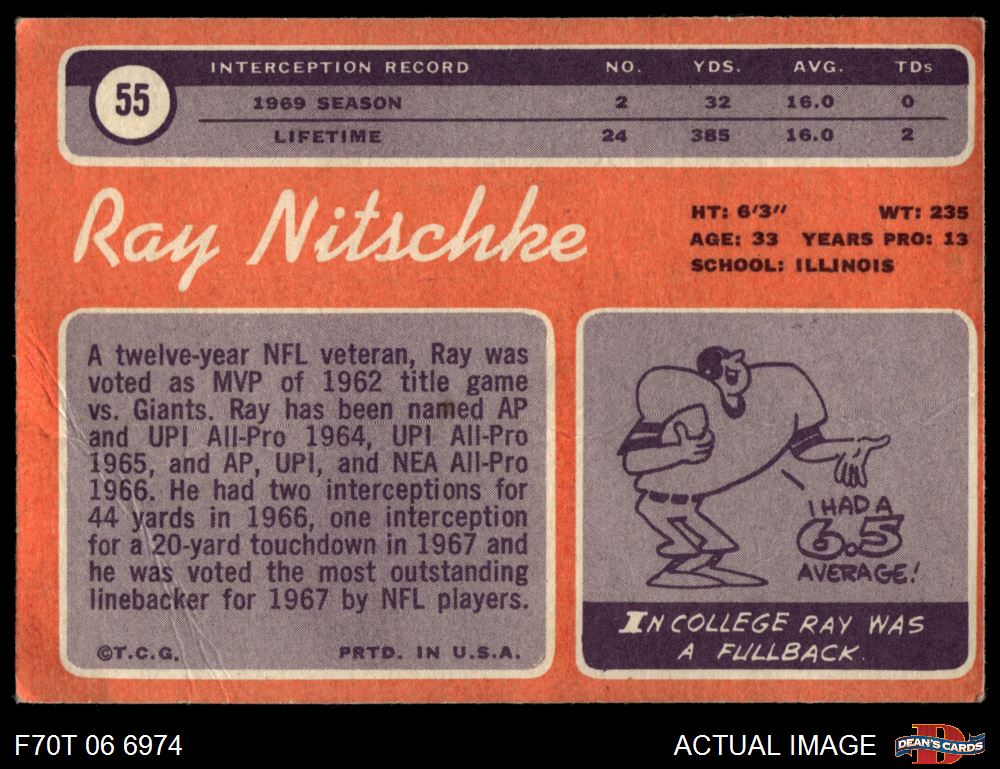 55
INTERCEPTION RECORD NO. YDS. AVG. TDs
1969 SEASON 2 32 16.0 0
LIFETIME 24 385 16.0 2
Ray Nitschke
HT: 6'3" WT: 235
AGE: 33 YEARS PRO: 13
SCHOOL: ILLINOIS
A twelve-year NFL veteran, Ray was
voted as MVP of 1962 title game
vs. Giants. Ray has been named AP
and UPI All-Pro 1964, UPI All-Pro
1965, and AP, UPI, and NEA All-Pro
1966. He had two interceptions for
44 yards in 1966, one interception
for a 20-yard touchdown in 1967 and
he was voted the most outstanding
linebacker for 1967 by NFL players.
©T.C.G. PRTD. IN U.S.A.
I HAD A
6.5
AVERAGE!
IN COLLEGE RAY WAS
A FULLBACK.
F70T 06 6974
ACTUAL IMAGE
D
DEAN'S CARDS